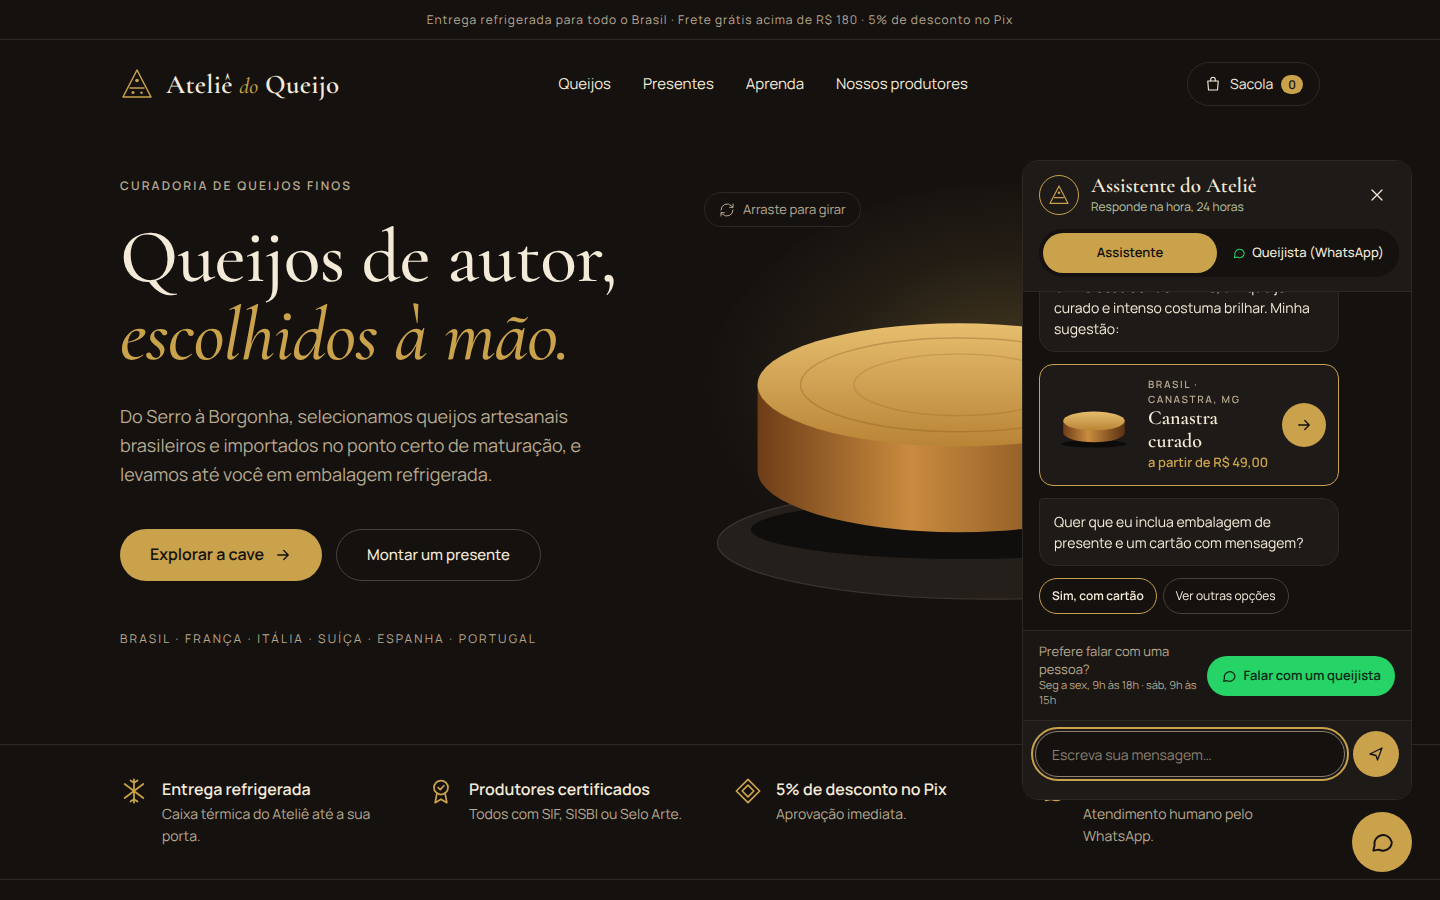 Entrega refrigerada para todo o Brasil · Frete grátis acima de R$ 180 · 5% de desconto no Pix
Ateliê do Queijo
Queijos
Presentes
Aprenda
Nossos produtores
Sacola 0
CURADORIA DE QUEIJOS FINOS
Queijos de autor,
escolhidos à mão.
Do Serro à Borgonha, selecionamos queijos artesanais
brasileiros e importados no ponto certo de maturação, e
levamos até você em embalagem refrigerada.
Explorar a cave
Montar um presente
BRASIL · FRANÇA · ITÁLIA · SUÍÇA · ESPANHA · PORTUGAL
Arraste para girar
Assistente do Ateliê
Responde na hora, 24 horas
Assistente
Queijista (WhatsApp)
curado e intenso costuma brilhar. Minha
sugestão:
BRASIL ·
CANASTRA, MG
Canastra
curado
a partir de R$ 49,00
Quer que eu inclua embalagem de
presente e um cartão com mensagem?
Sim, com cartão
Ver outras opções
Prefere falar com uma
pessoa?
Seg a sex, 9h às 18h · sáb, 9h às
15h
Falar com um queijista
Escreva sua mensagem...
Entrega refrigerada
Caixa térmica do Ateliê até a sua
porta.
Produtores certificados
Todos com SIF, SISBI ou Selo Arte.
5% de desconto no Pix
Aprovação imediata.
Atendimento humano pelo
WhatsApp.